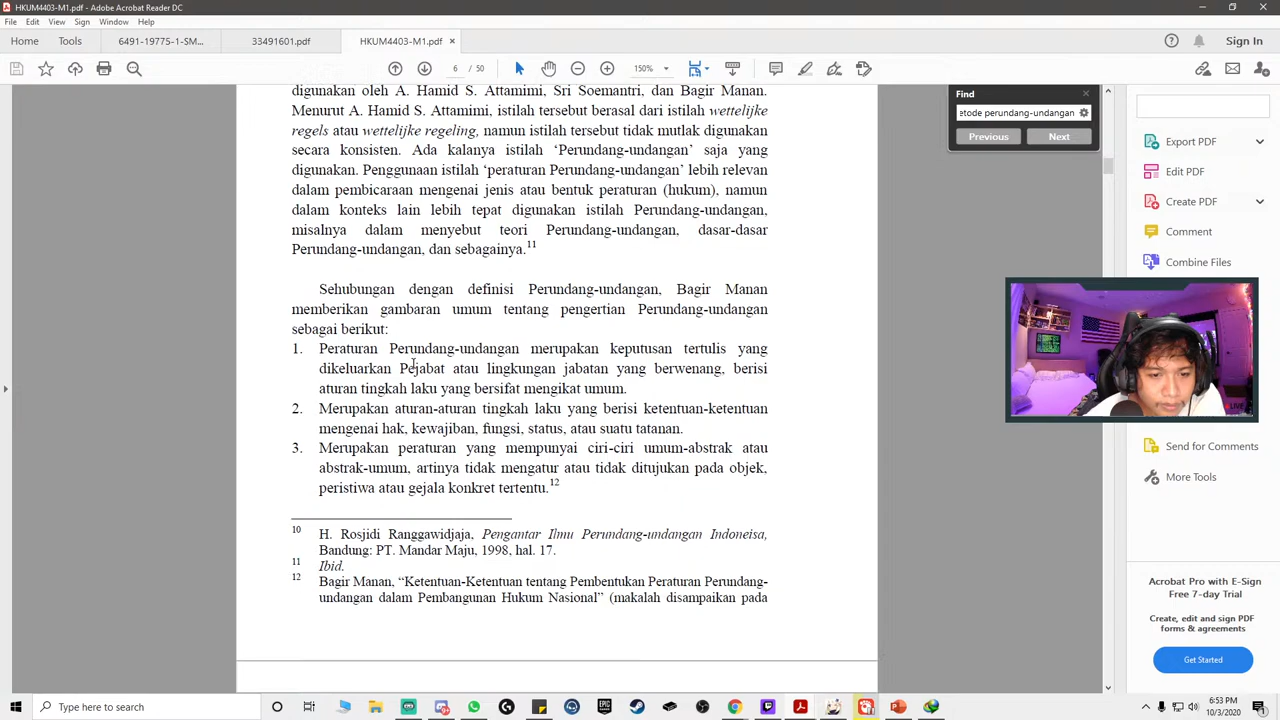 HKUM4403-M1.pdf - Adobe Acrobat Reader DC
File Edit View Sign Window Help
Home Tools 6491-19775-1-SM... 33491601.pdf HKUM4403-M1.pdf × Sign In
6 / 50 150%
digunakan oleh A. Hamid S. Attamimi, Sri Soemantri, dan Bagir Manan.
Menurut A. Hamid S. Attamimi, istilah tersebut berasal dari istilah wettelijke
regels atau wettelijke regeling, namun istilah tersebut tidak mutlak digunakan
secara konsisten. Ada kalanya istilah ‘Perundang-undangan’ saja yang
digunakan. Penggunaan istilah ‘peraturan Perundang-undangan’ lebih relevan
dalam pembicaraan mengenai jenis atau bentuk peraturan (hukum), namun
dalam konteks lain lebih tepat digunakan istilah Perundang-undangan,
misalnya dalam menyebut teori Perundang-undangan, dasar-dasar
Perundang-undangan, dan sebagainya.11
Sehubungan dengan definisi Perundang-undangan, Bagir Manan
memberikan gambaran umum tentang pengertian Perundang-undangan
sebagai berikut:
1. Peraturan Perundang-undangan merupakan keputusan tertulis yang
dikeluarkan Pejabat atau lingkungan jabatan yang berwenang, berisi
aturan tingkah laku yang bersifat mengikat umum.
2. Merupakan aturan-aturan tingkah laku yang berisi ketentuan-ketentuan
mengenai hak, kewajiban, fungsi, status, atau suatu tatanan.
3. Merupakan peraturan yang mempunyai ciri-ciri umum-abstrak atau
abstrak-umum, artinya tidak mengatur atau tidak ditujukan pada objek,
peristiwa atau gejala konkret tertentu.12
10 H. Rosjidi Ranggawidjaja, Pengantar Ilmu Perundang-undangan Indoneisa,
Bandung: PT. Mandar Maju, 1998, hal. 17.
11 Ibid.
12 Bagir Manan, “Ketentuan-Ketentuan tentang Pembentukan Peraturan Perundang-
undangan dalam Pembangunan Hukum Nasional” (makalah disampaikan pada
Find
etode perundang-undangan
Previous Next
Export PDF
Edit PDF
Create PDF
Comment
Combine Files
LIVE
Send for Comments
More Tools
Acrobat Pro with E-Sign
Free 7-day Trial
Create, edit and sign PDF
forms & agreements
Get Started
Type here to search
6:53 PM
10/3/2020